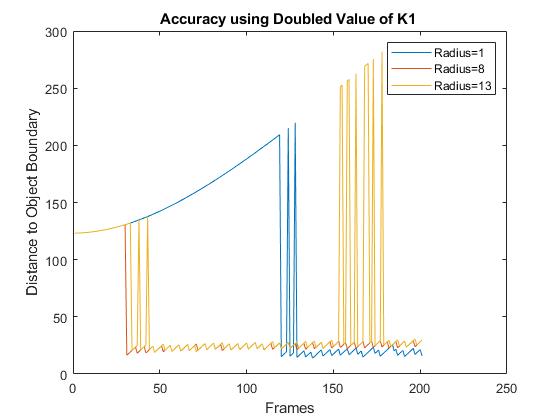 Accuracy using Doubled Value of K1
300
250
200
150
100
50
0
Distance to Object Boundary
Radius=1
Radius=8
Radius=13
0 50 100 150 200 250
Frames